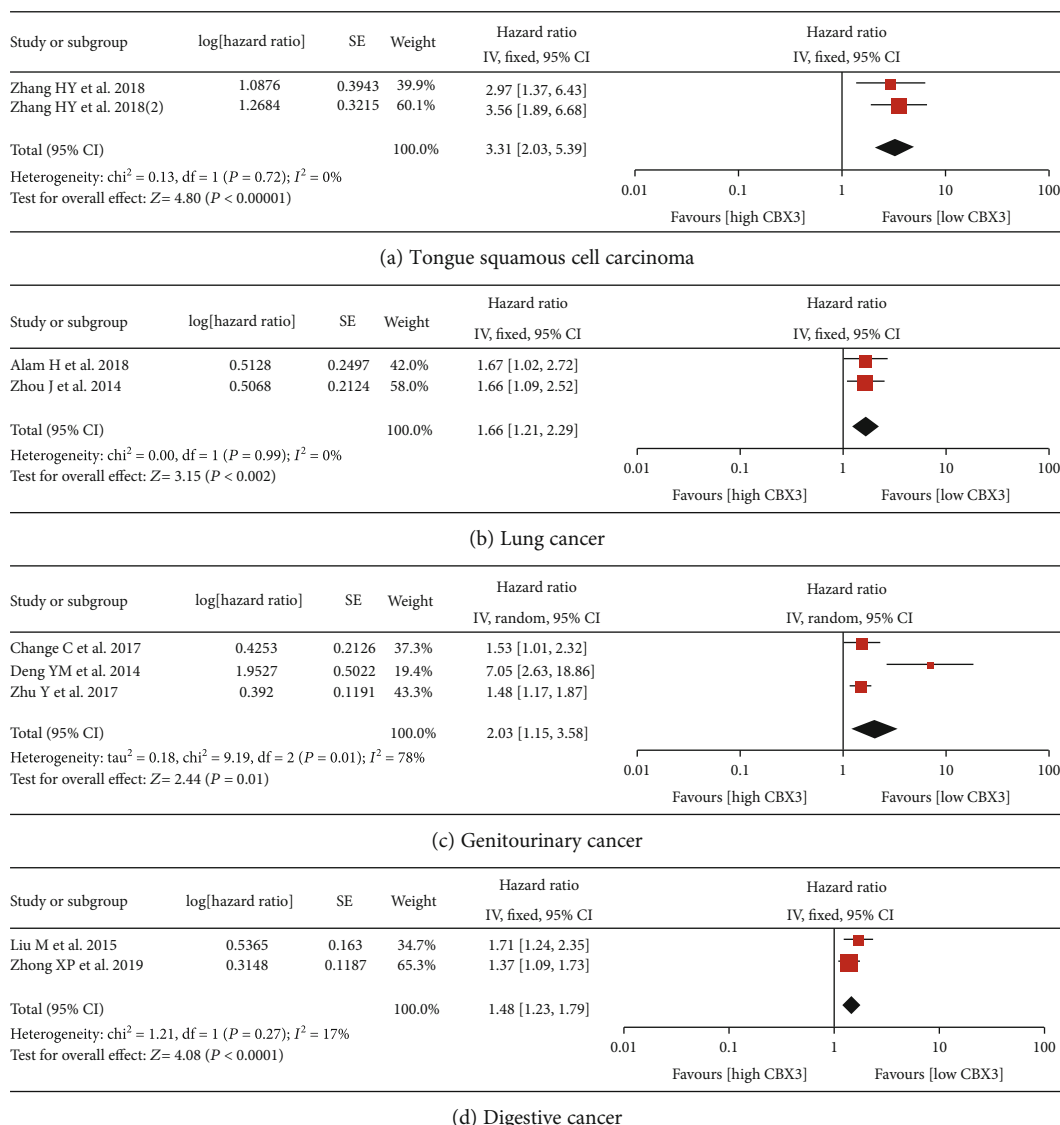 Study or subgroup log[hazard ratio] SE Weight Hazard ratio Hazard ratio
IV, fixed, 95% CI IV, fixed, 95% CI
Zhang HY et al. 2018 1.0876 0.3943 39.9% 2.97 [1.37, 6.43]
Zhang HY et al. 2018(2) 1.2684 0.3215 60.1% 3.56 [1.89, 6.68]
Total (95% CI) 100.0% 3.31 [2.03, 5.39]
Heterogeneity: chi² = 0.13, df = 1 (P = 0.72); I² = 0%
Test for overall effect: Z= 4.80 (P < 0.00001)
0.01 0.1 1 10 100
Favours [high CBX3] Favours [low CBX3]
(a) Tongue squamous cell carcinoma
Study or subgroup log[hazard ratio] SE Weight Hazard ratio Hazard ratio
IV, fixed, 95% CI IV, fixed, 95% CI
Alam H et al. 2018 0.5128 0.2497 42.0% 1.67 [1.02, 2.72]
Zhou J et al. 2014 0.5068 0.2124 58.0% 1.66 [1.09, 2.52]
Total (95% CI) 100.0% 1.66 [1.21, 2.29]
Heterogeneity: chi² = 0.00, df = 1 (P = 0.99); I² = 0%
Test for overall effect: Z= 3.15 (P < 0.002)
0.01 0.1 1 10 100
Favours [high CBX3] Favours [low CBX3]
(b) Lung cancer
Study or subgroup log[hazard ratio] SE Weight Hazard ratio Hazard ratio
IV, random, 95% CI IV, random, 95% CI
Change C et al. 2017 0.4253 0.2126 37.3% 1.53 [1.01, 2.32]
Deng YM et al. 2014 1.9527 0.5022 19.4% 7.05 [2.63, 18.86]
Zhu Y et al. 2017 0.392 0.1191 43.3% 1.48 [1.17, 1.87]
Total (95% CI) 100.0% 2.03 [1.15, 3.58]
Heterogeneity: tau² = 0.18, chi² = 9.19, df = 2 (P = 0.01); I² = 78%
Test for overall effect: Z= 2.44 (P = 0.01)
0.01 0.1 1 10 100
Favours [high CBX3] Favours [low CBX3]
(c) Genitourinary cancer
Study or subgroup log[hazard ratio] SE Weight Hazard ratio Hazard ratio
IV, fixed, 95% CI IV, fixed, 95% CI
Liu M et al. 2015 0.5365 0.163 34.7% 1.71 [1.24, 2.35]
Zhong XP et al. 2019 0.3148 0.1187 65.3% 1.37 [1.09, 1.73]
Total (95% CI) 100.0% 1.48 [1.23, 1.79]
Heterogeneity: chi² = 1.21, df = 1 (P = 0.27); I² = 17%
Test for overall effect: Z= 4.08 (P < 0.0001)
0.01 0.1 1 10 100
Favours [high CBX3] Favours [low CBX3]
(d) Digestive cancer